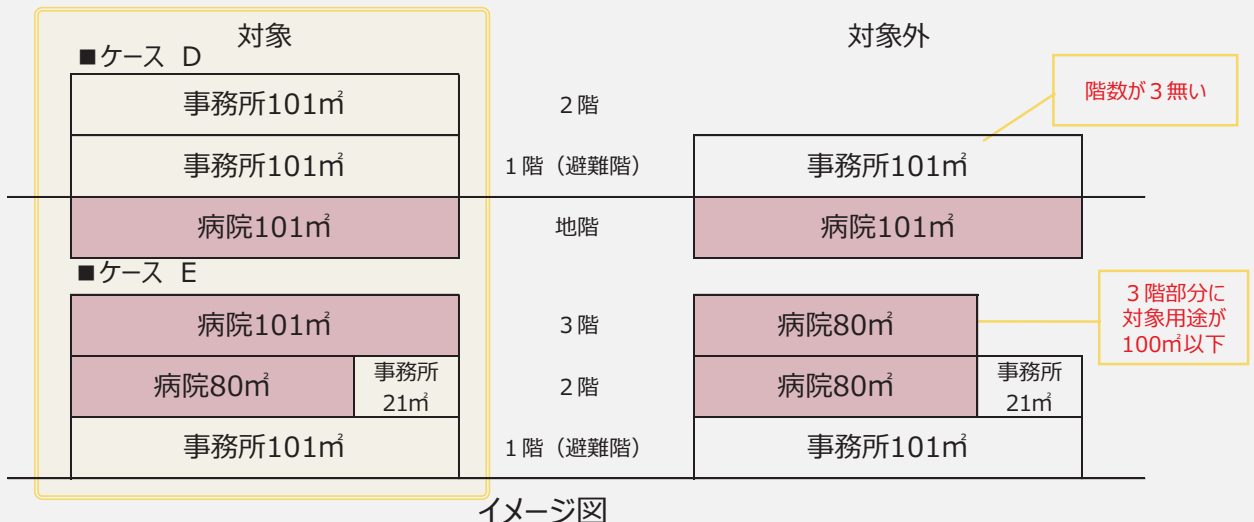 対象
対象外
■ケース D
事務所101㎡
2階
階数が3無い
事務所101㎡
1階（避難階）
事務所101㎡
病院101㎡
地階
病院101㎡
■ケース E
病院101㎡
3階
病院80㎡
3階部分に
対象用途が
100㎡以下
病院80㎡
事務所
21㎡
2階
病院80㎡
事務所
21㎡
事務所101㎡
1階（避難階）
事務所101㎡
イメージ図